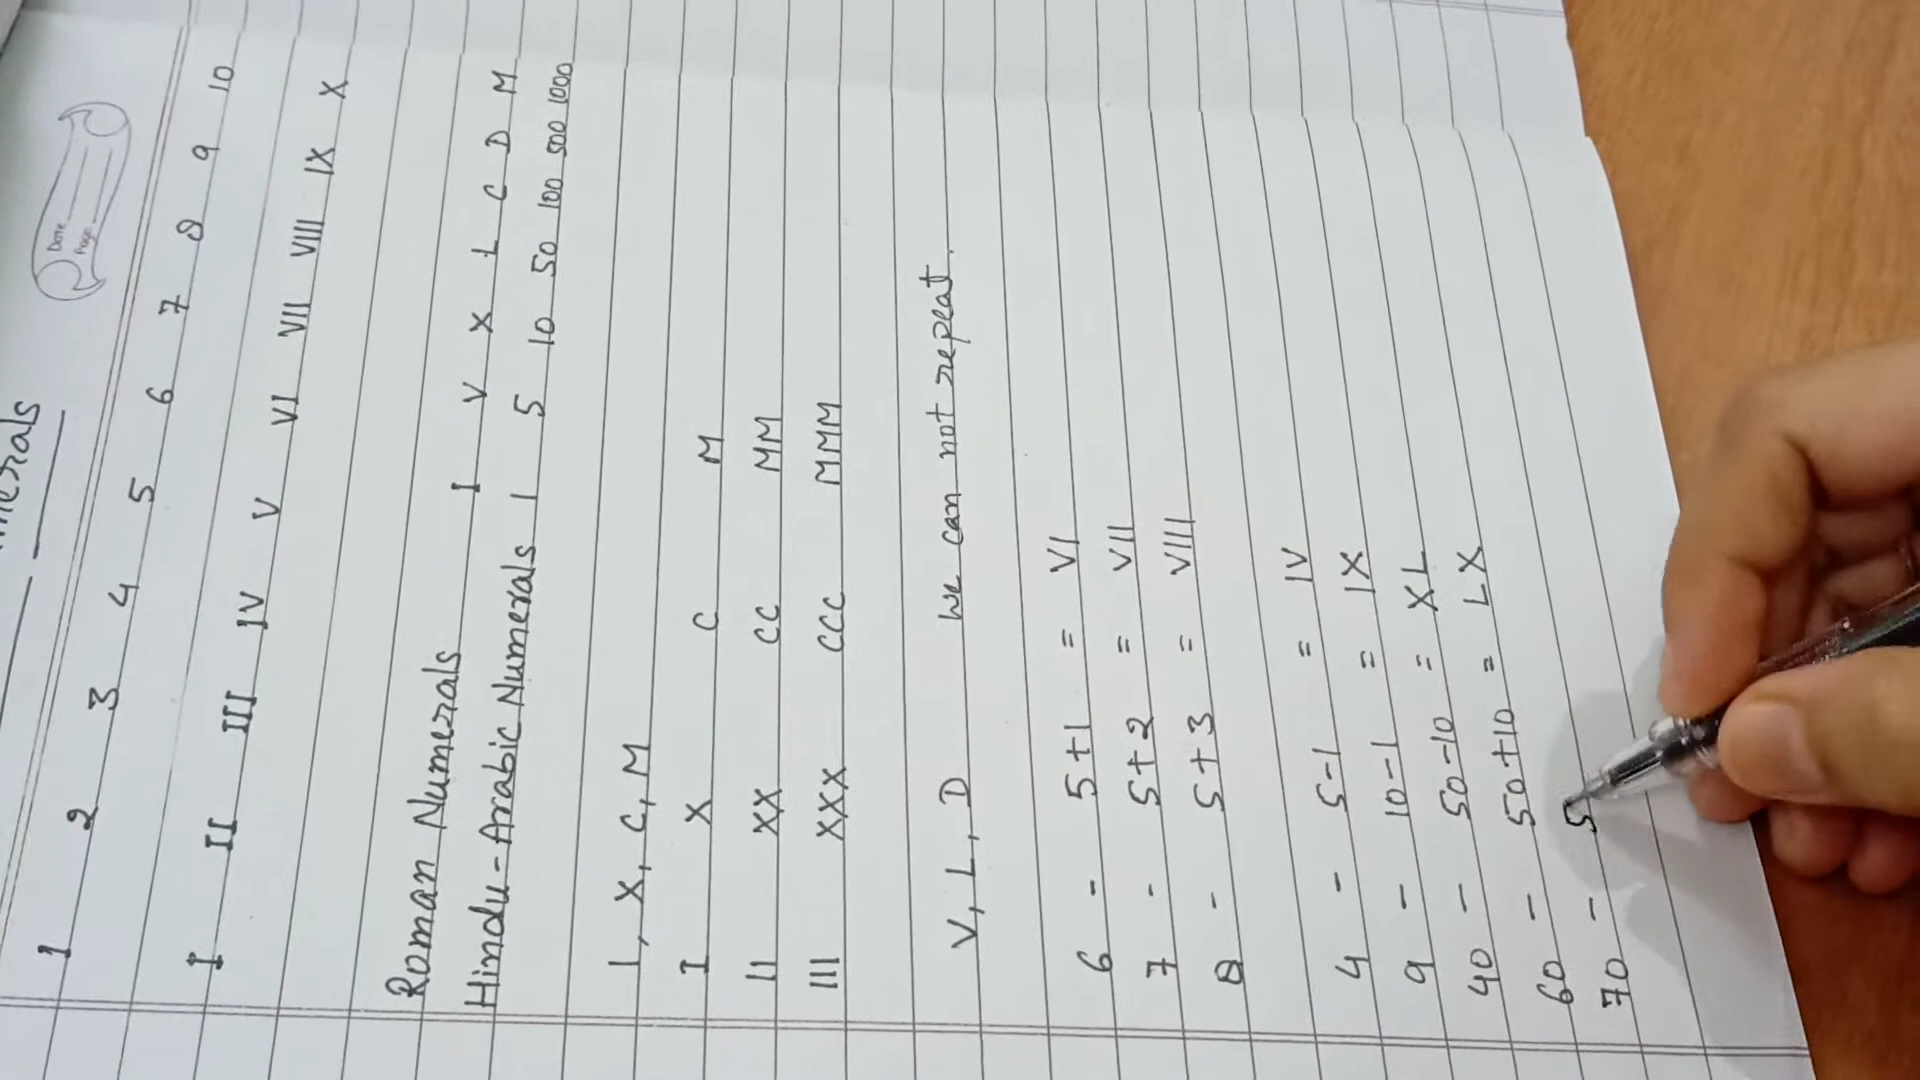 Date
Page
1 2 3 4 5 6 7 8 9 10
I II III IV V VI VII VIII IX X
Roman Numerals I V X L C D M
Hindu-Arabic Numerals 1 5 10 50 100 500 1000
I, X, C, M
I X C M
II XX CC MM
III XXX CCC MMM
V, L, D We can not repeat.
6 - 5+1 = VI
7 - 5+2 = VII
8 - 5+3 = VIII
4 - 5-1 = IV
9 - 10-1 = IX
40 - 50-10 = XL
60 - 50+10 = LX
70 - 5